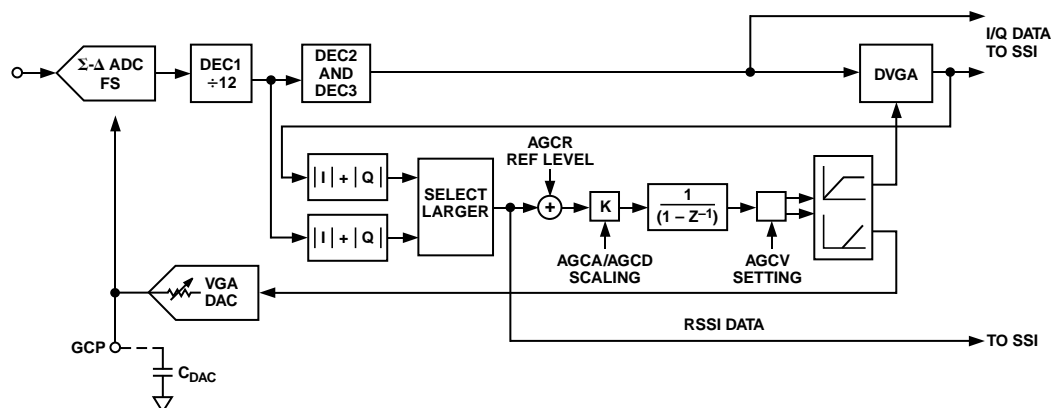 Σ-Δ ADC
FS
DEC1
÷12
DEC2
AND
DEC3
DVGA
I/Q DATA
TO SSI
|I| + |Q|
|I| + |Q|
SELECT
LARGER
AGCR
REF LEVEL
+
K
AGCA/AGCD
SCALING
1
(1 – Z–1)
AGCV
SETTING
VGA
DAC
RSSI DATA
TO SSI
GCP
CDAC